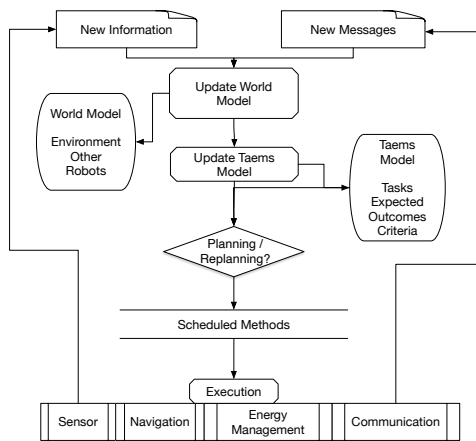 New Information
New Messages
Update World
Model
World Model
Environment
Other
Robots
Update Taems
Model
Taems
Model
Tasks
Expected
Outcomes
Criteria
Planning /
Replanning?
Scheduled Methods
Execution
Sensor
Navigation
Energy
Management
Communication